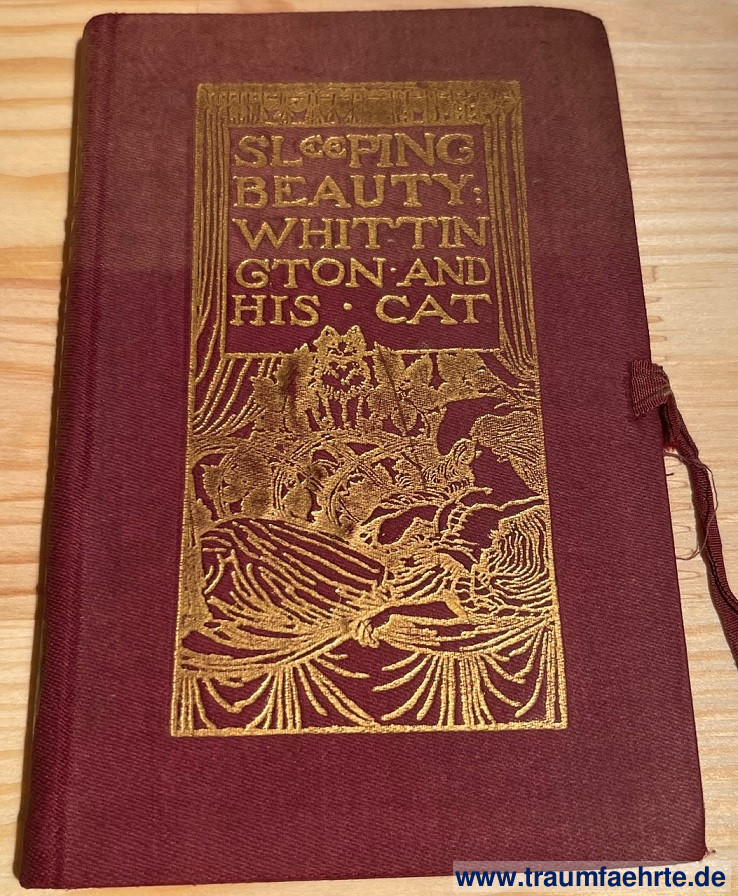 SLeePING
BEAUTY:
WHITTIN
GTON·AND
HIS · CAT
www.traumfaehrte.de